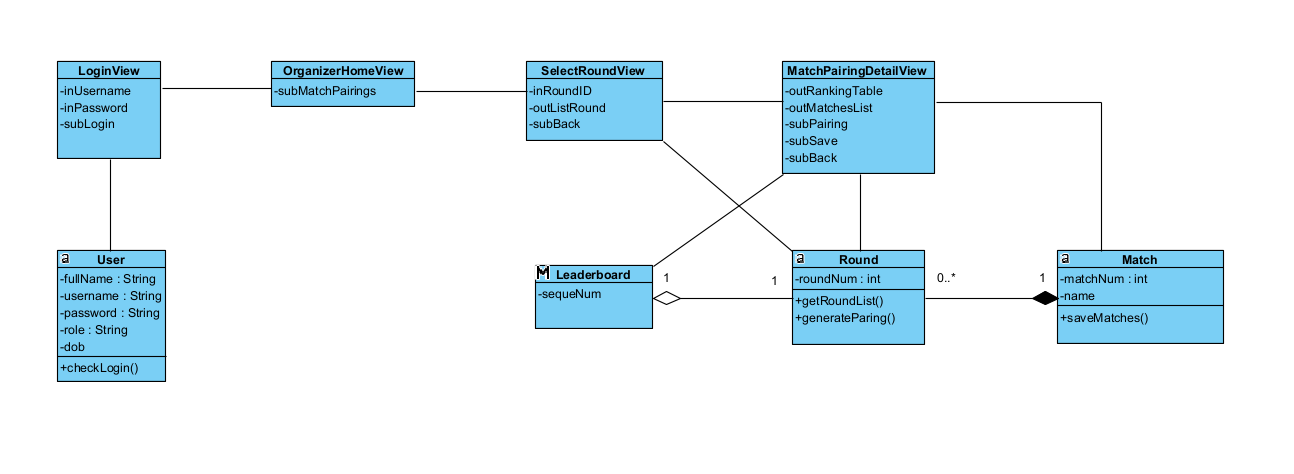 LoginView
-inUsername
-inPassword
-subLogin
OrganizerHomeView
-subMatchPairings
SelectRoundView
-inRoundID
-outListRound
-subBack
MatchPairingDetailView
-outRankingTable
-outMatchesList
-subPairing
-subSave
-subBack
a
User
-fullName : String
-username : String
-password : String
-role : String
-dob
+checkLogin()
M
Leaderboard
-sequeNum
1
1
a
Round
-roundNum : int
+getRoundList()
+generateParing()
0..*
1
a
Match
-matchNum : int
-name
+saveMatches()